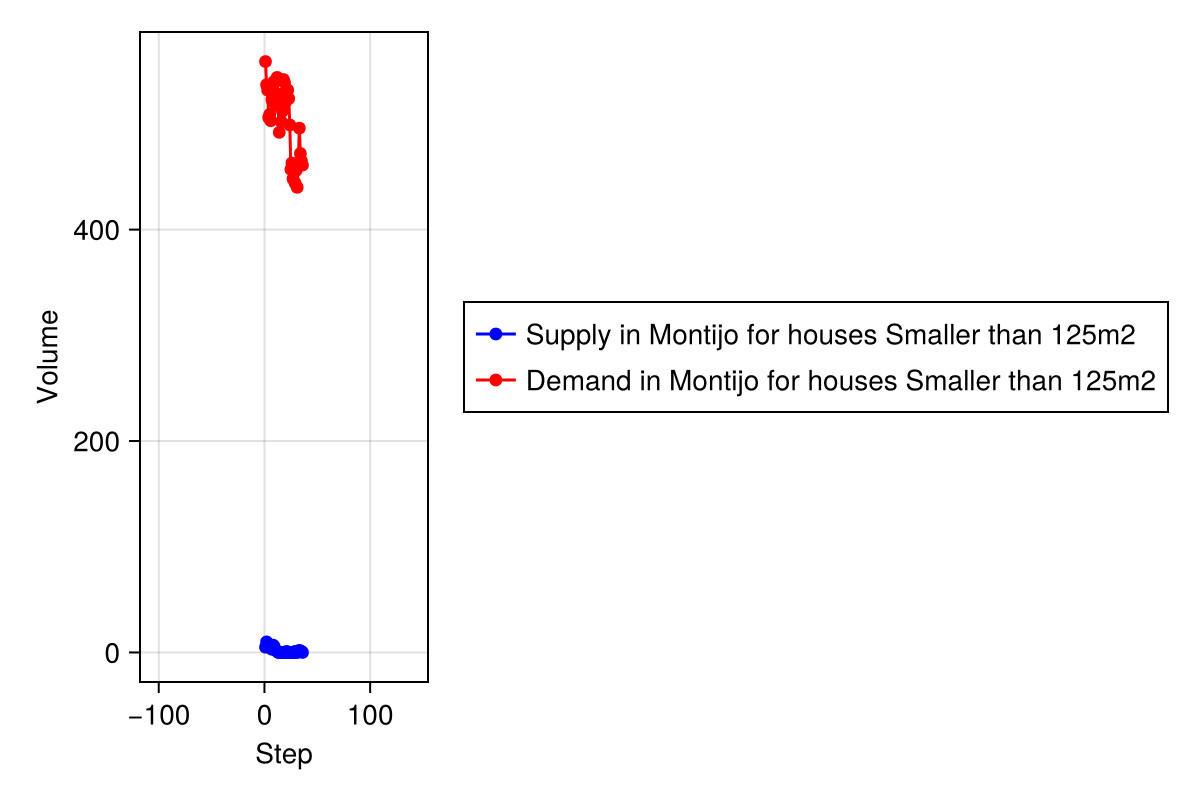 Volume
400
200
0
−100
0
100
Step
Supply in Montijo for houses Smaller than 125m2
Demand in Montijo for houses Smaller than 125m2